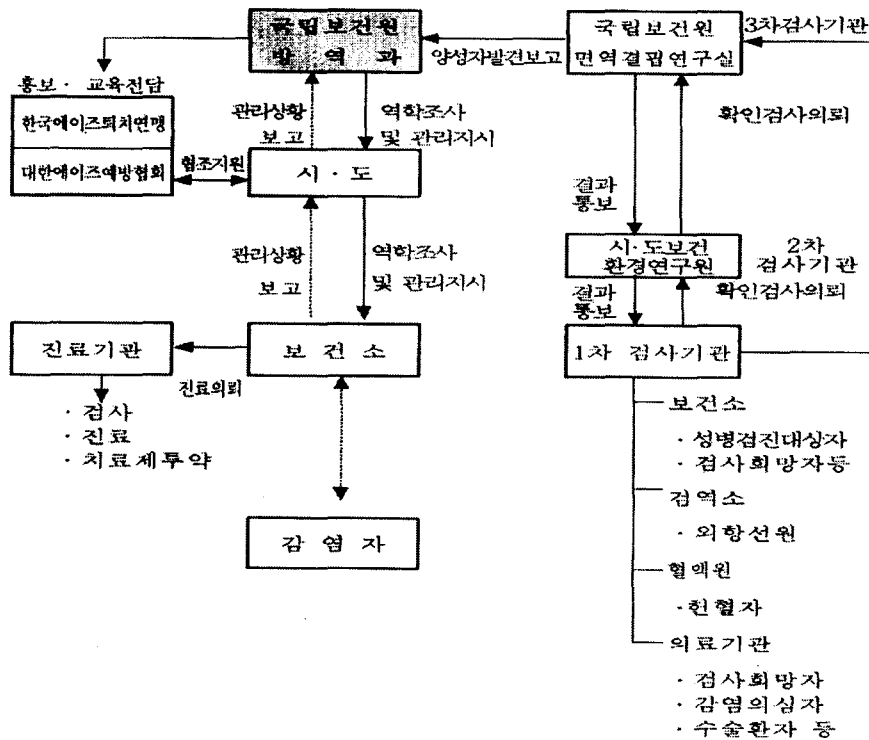 국립보건원
방 역 과
양성자발견보고
국립보건원
면역결핍연구실
3차검사기관
홍보 · 교육전담
한국에이즈퇴치연맹
대한에이즈예방협회
협조지원
관리상황
보고
역학조사
및 관리지시
시 · 도
확인검사의뢰
결과
통보
시·도보건
환경연구원
2차
검사기관
관리상황
보고
역학조사
및 관리지시
결과
통보
확인검사의뢰
진료기관
진료의뢰
보 건 소
1차 검사기관
· 검사
· 진료
· 치료제투약
감 염 자
보건소
· 성병검진대상자
· 검사희망자등
검역소
· 외항선원
혈액원
·헌혈자
의료기관
· 검사희망자
· 감염의심자
· 수술환자 등